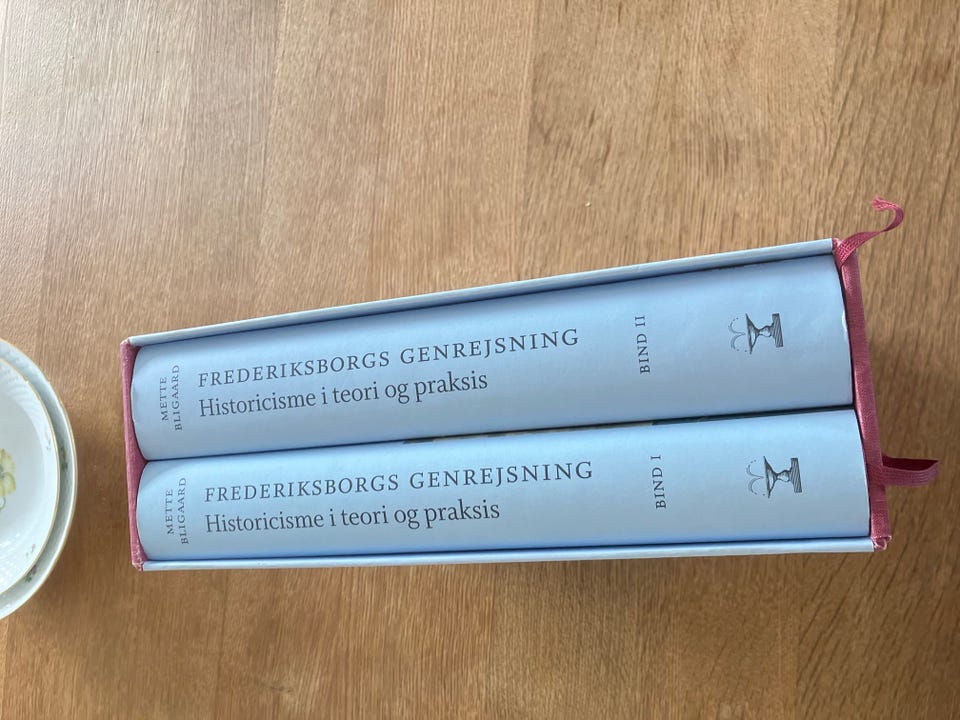 METTE
BLIGAARD
FREDERIKSBORGS GENREJSNING
Historicisme i teori og praksis
BIND II
METTE
BLIGAARD
FREDERIKSBORGS GENREJSNING
Historicisme i teori og praksis
BIND I